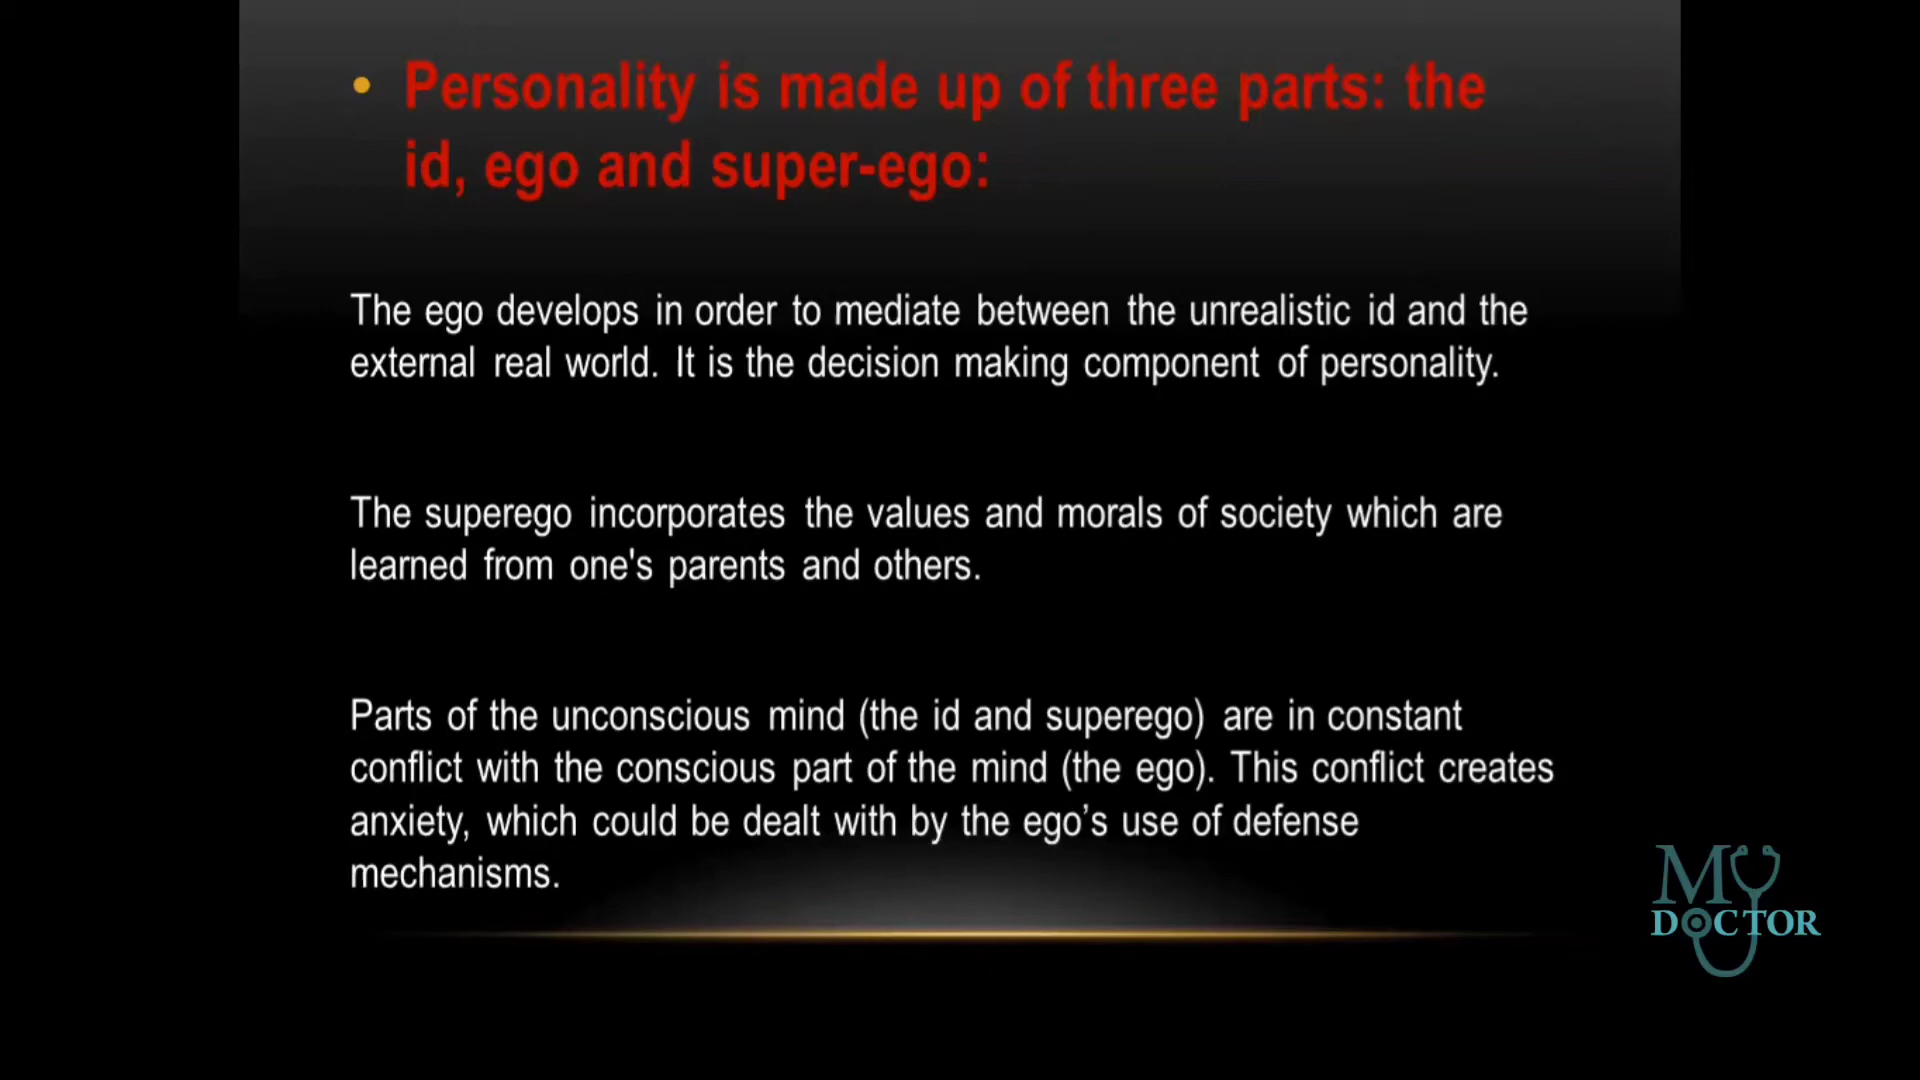 • Personality is made up of three parts: the
id, ego and super-ego:
The ego develops in order to mediate between the unrealistic id and the
external real world. It is the decision making component of personality.
The superego incorporates the values and morals of society which are
learned from one's parents and others.
Parts of the unconscious mind (the id and superego) are in constant
conflict with the conscious part of the mind (the ego). This conflict creates
anxiety, which could be dealt with by the ego’s use of defense
mechanisms.
MY
DOCTOR